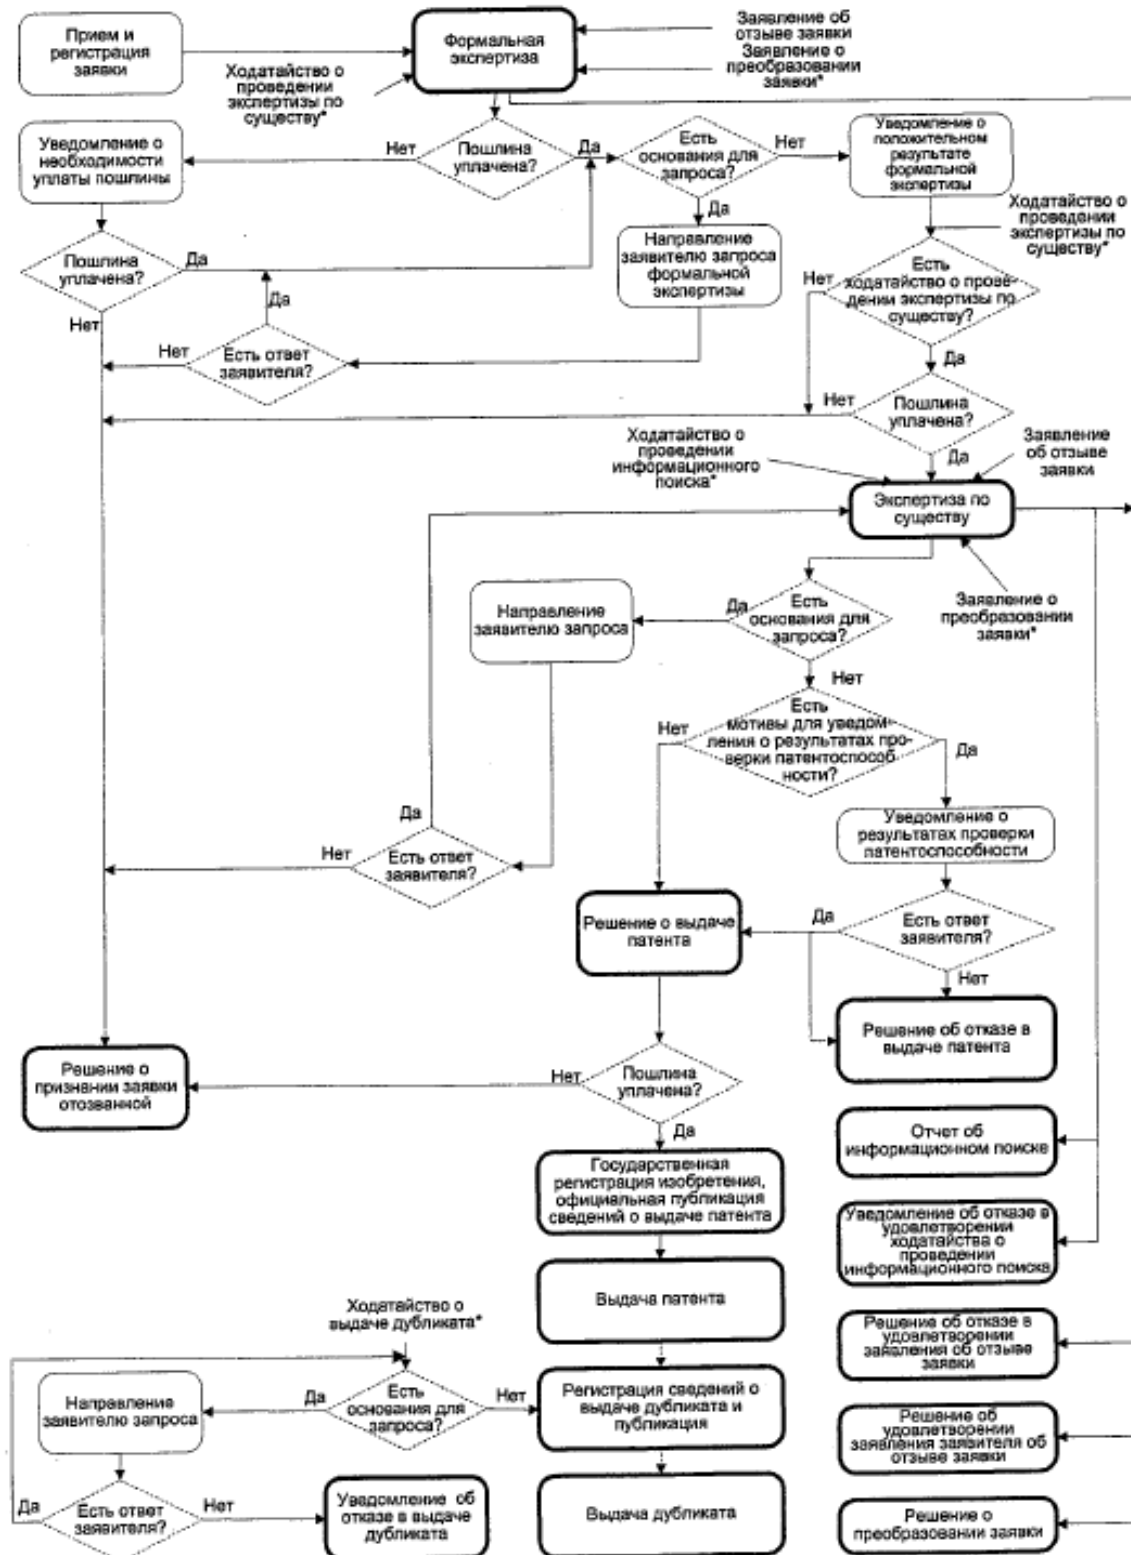 Прием и
регистрация
заявки
Формальная
экспертиза
Заявление об
отзыве заявки
Заявление о
преобразовании
заявки*
Ходатайство о
проведении
экспертизы по
существу*
Уведомление о
необходимости
уплаты пошлины
Нет
Пошлина
уплачена?
Да
Есть
основания для
запроса?
Нет
Уведомление о
положительном
результате
формальной
экспертизы
Да
Ходатайство о
проведении
экспертизы по
существу*
Пошлина
уплачена?
Да
Направление
заявителю запроса
формальной
экспертизы
Нет
Есть
ходатайство о прове-
дении экспертизы по
существу?
Да
Нет
Нет
Есть ответ
заявителя?
Да
Нет
Пошлина
уплачена?
Да
Ходатайство о
проведении
информационного
поиска*
Заявление
об отзыве
заявки
Экспертиза по
существу
Направление
заявителю запроса
Да
Есть
основания для
запроса?
Заявление о
преобразовании
заявки*
Нет
Нет
Есть
мотивы для уведом-
ления о результатах про-
верки патентоспособ
ности?
Да
Да
Уведомление о
результатах проверки
патентоспособности
Нет
Есть ответ
заявителя?
Решение о выдаче
патента
Да
Есть ответ
заявителя?
Нет
Решение об отказе в
выдаче патента
Решение о
признании заявки
отозванной
Нет
Пошлина
уплачена?
Да
Отчет об
информационном поиске
Государственная
регистрация изобретения,
официальная публикация
сведений о выдаче патента
Уведомление об отказе в
удовлетворении
ходатайства о
проведении
информационного поиска
Выдача патента
Ходатайство о
выдаче дубликата*
Решение об отказе в
удовлетворении
заявления об отзыве
заявки
Направление
заявителю запроса
Да
Есть
основания для
запроса?
Нет
Регистрация сведений о
выдаче дубликата и
публикация
Решение об
удовлетворении
заявления заявителя об
отзыве заявки
Да
Есть ответ
заявителя?
Нет
Уведомление об
отказе в выдаче
дубликата
Выдача дубликата
Решение о
преобразовании заявки